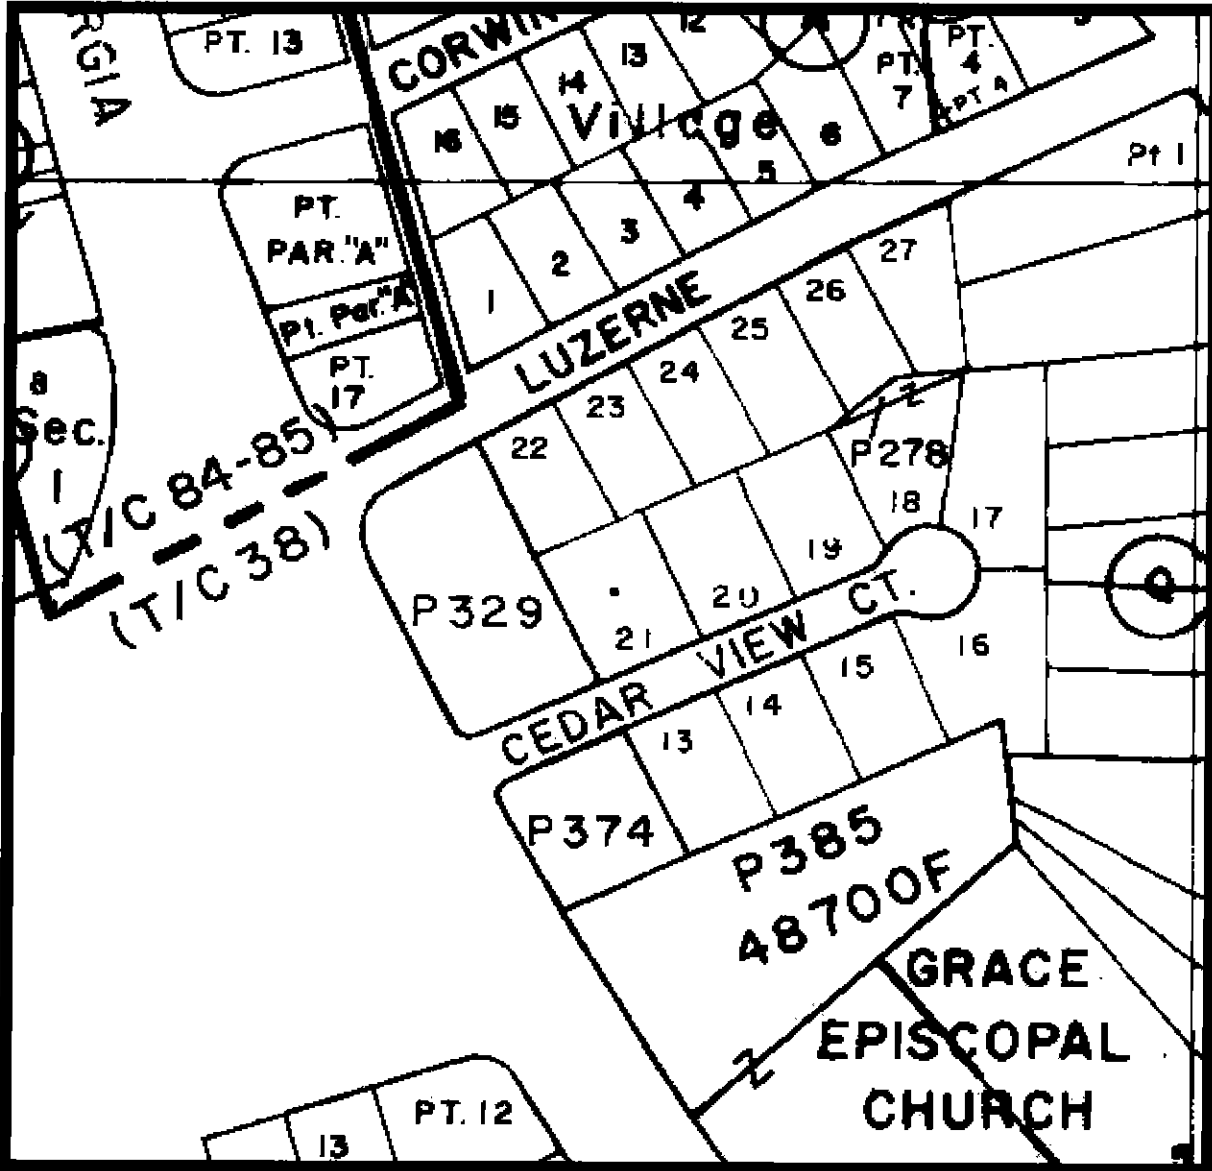 RGIA
PT. 13
CORWIN
12
13
14
15
16
Village
PT.
7
PT.
4
PT A
6
5
4
3
2
1
Pt 1
PT.
PAR. "A"
Pt. Par. "A"
PT.
17
LUZERNE
27
26
25
24
23
22
8
Sec.
1
(T/C 84-85)
(T/C 38)
P278
18
17
19
20
21
P329
CEDAR VIEW CT.
16
15
14
13
Q
P374
P385
48700F
GRACE
EPISCOPAL
CHURCH
PT. 12
13